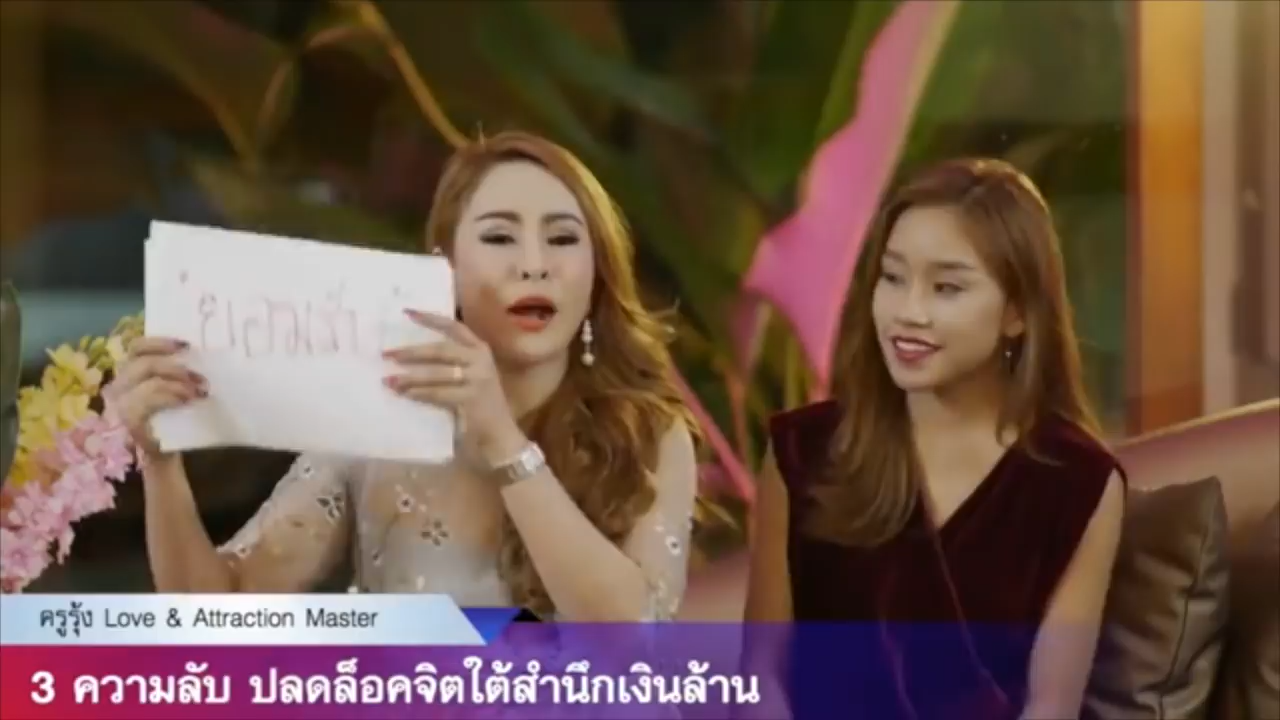 ครูรุ้ง Love & Attraction Master
3 ความลับ ปลดล็อคจิตใต้สำนึกเงินล้าน